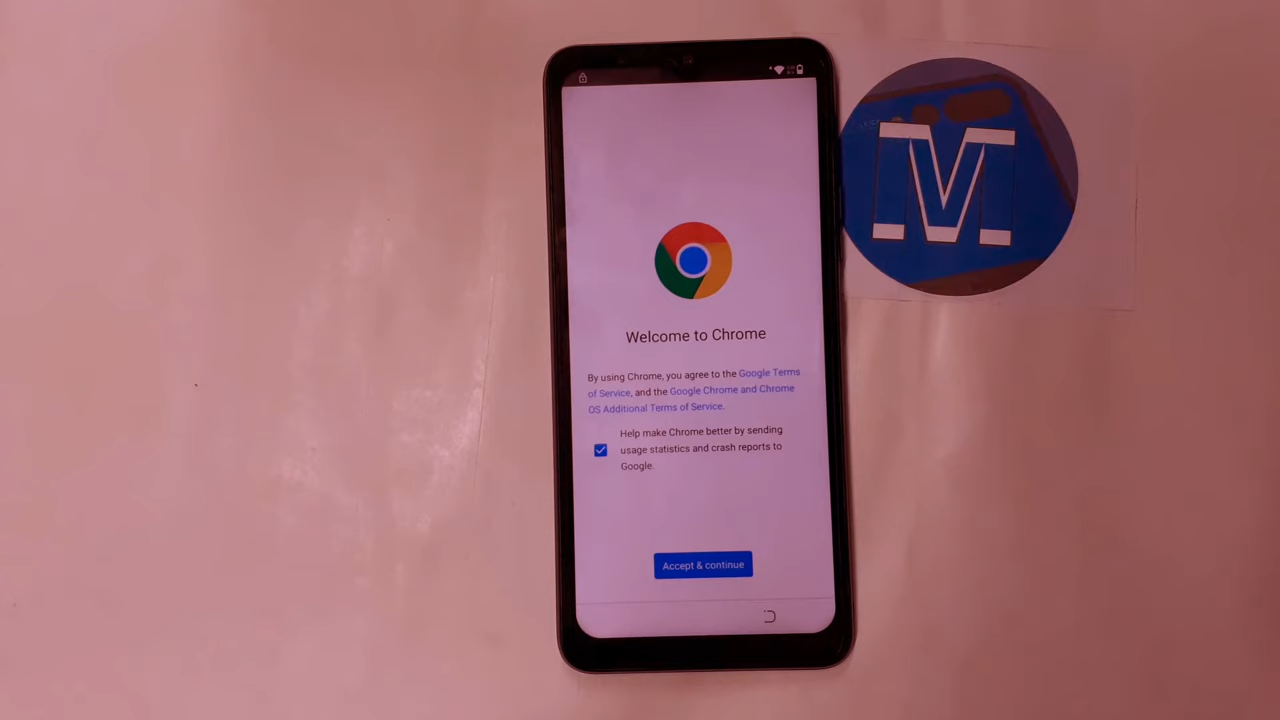 M
Welcome to Chrome
By using Chrome, you agree to the Google Terms
of Service, and the Google Chrome and Chrome
OS Additional Terms of Service.
Help make Chrome better by sending
usage statistics and crash reports to
Google.
Accept & continue